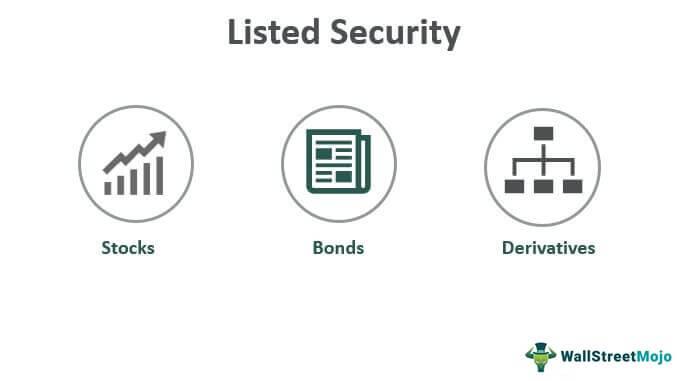 Listed Security
Stocks
Bonds
Derivatives
WallStreetMojo